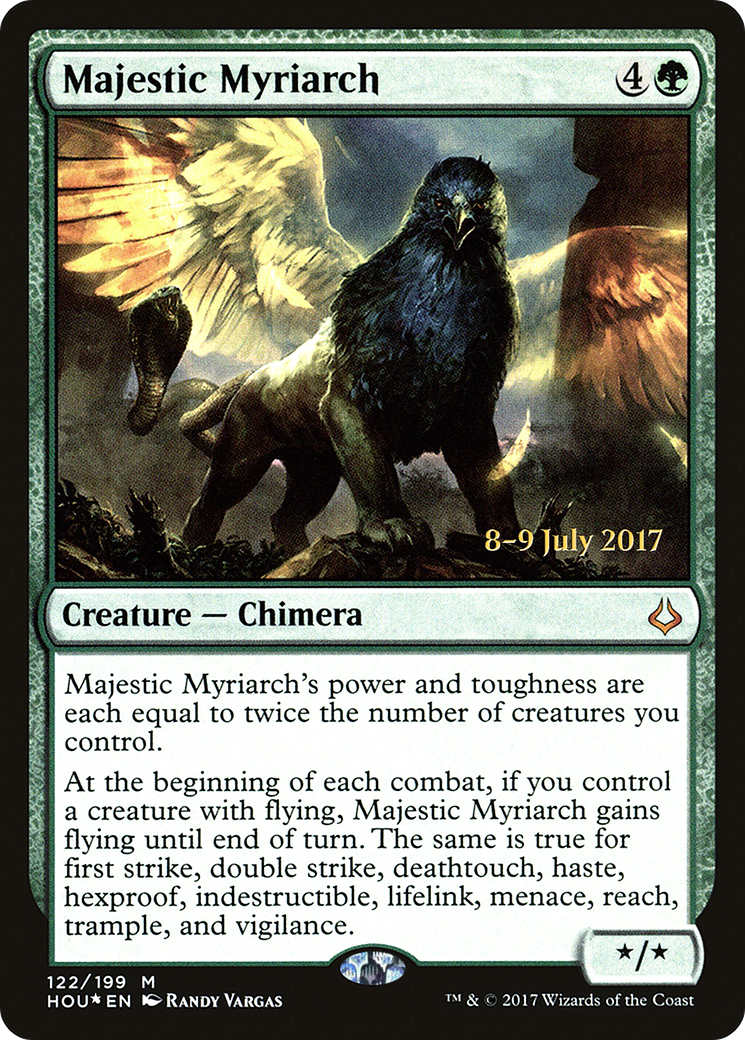 Majestic Myriarch 4
8–9 July 2017
Creature — Chimera
Majestic Myriarch's power and toughness are
each equal to twice the number of creatures you
control.
At the beginning of each combat, if you control
a creature with flying, Majestic Myriarch gains
flying until end of turn. The same is true for
first strike, double strike, deathtouch, haste,
hexproof, indestructible, lifelink, menace, reach,
trample, and vigilance.
★/★
122/199 M
HOU★EN Randy Vargas
™ & © 2017 Wizards of the Coast